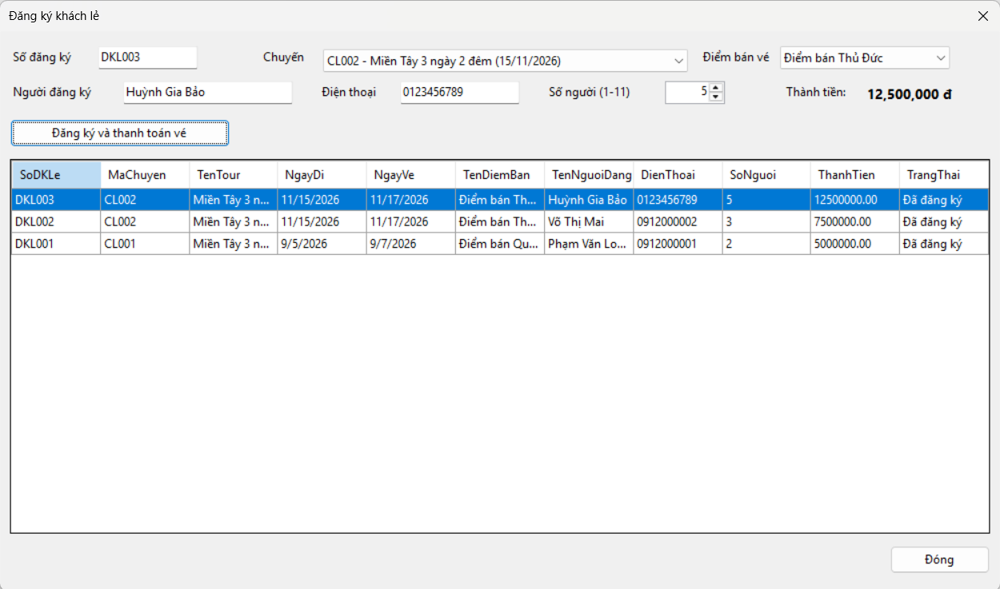 Đăng ký khách lẻ
Số đăng ký DKL003 Chuyến CL002 - Miền Tây 3 ngày 2 đêm (15/11/2026) Điểm bán vé Điểm bán Thủ Đức
Người đăng ký Huỳnh Gia Bảo Điện thoại 0123456789 Số người (1-11) 5 Thành tiền: 12,500,000 đ
Đăng ký và thanh toán vé
SoDKLe MaChuyen TenTour NgayDi NgayVe TenDiemBan TenNguoiDang DienThoai SoNguoi ThanhTien TrangThai
DKL003 CL002 Miền Tây 3 n... 11/15/2026 11/17/2026 Điểm bán Th... Huỳnh Gia Bảo 0123456789 5 12500000.00 Đã đăng ký
DKL002 CL002 Miền Tây 3 n... 11/15/2026 11/17/2026 Điểm bán Th... Võ Thị Mai 0912000002 3 7500000.00 Đã đăng ký
DKL001 CL001 Miền Tây 3 n... 9/5/2026 9/7/2026 Điểm bán Qu... Phạm Văn Lo... 0912000001 2 5000000.00 Đã đăng ký
Đóng